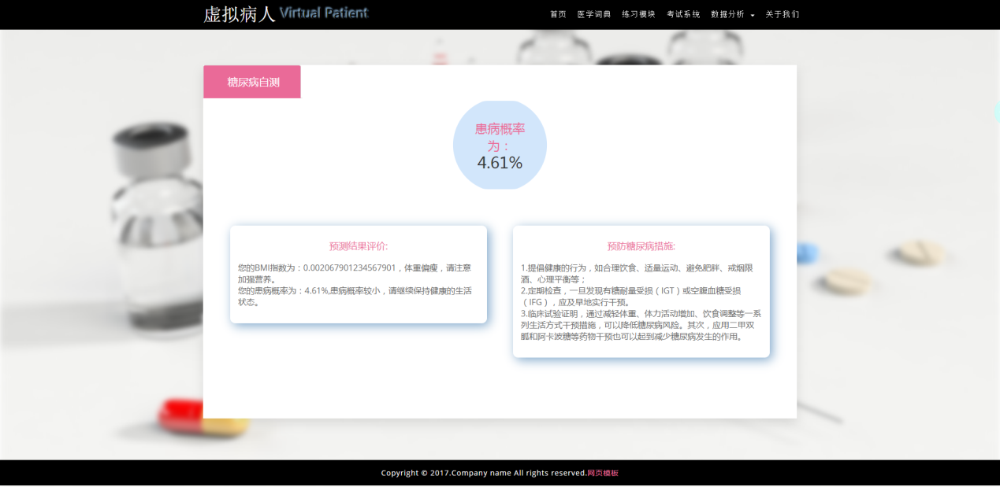 虚拟病人 Virtual Patient
首页 医学词典 练习模块 考试系统 数据分析 关于我们
糖尿病自测
患病概率
为：
4.61%
预测结果评价:
您的BMI指数为：0.002067901234567901，体重偏瘦，请注意
加强营养。
您的患病概率为：4.61%,患病概率较小，请继续保持健康的生活
状态。
预防糖尿病措施:
1.提倡健康的行为，如合理饮食、适量运动、避免肥胖、戒烟限
酒、心理平衡等；
2.定期检查，一旦发现有糖耐量受损（IGT）或空腹血糖受损
（IFG），应及早地实行干预。
3.临床试验证明，通过减轻体重、体力活动增加、饮食调整等一系
列生活方式干预措施，可以降低糖尿病风险。其次，应用二甲双
胍和阿卡波糖等药物干预也可以起到减少糖尿病发生的作用。
Copyright © 2017.Company name All rights reserved.网页模板